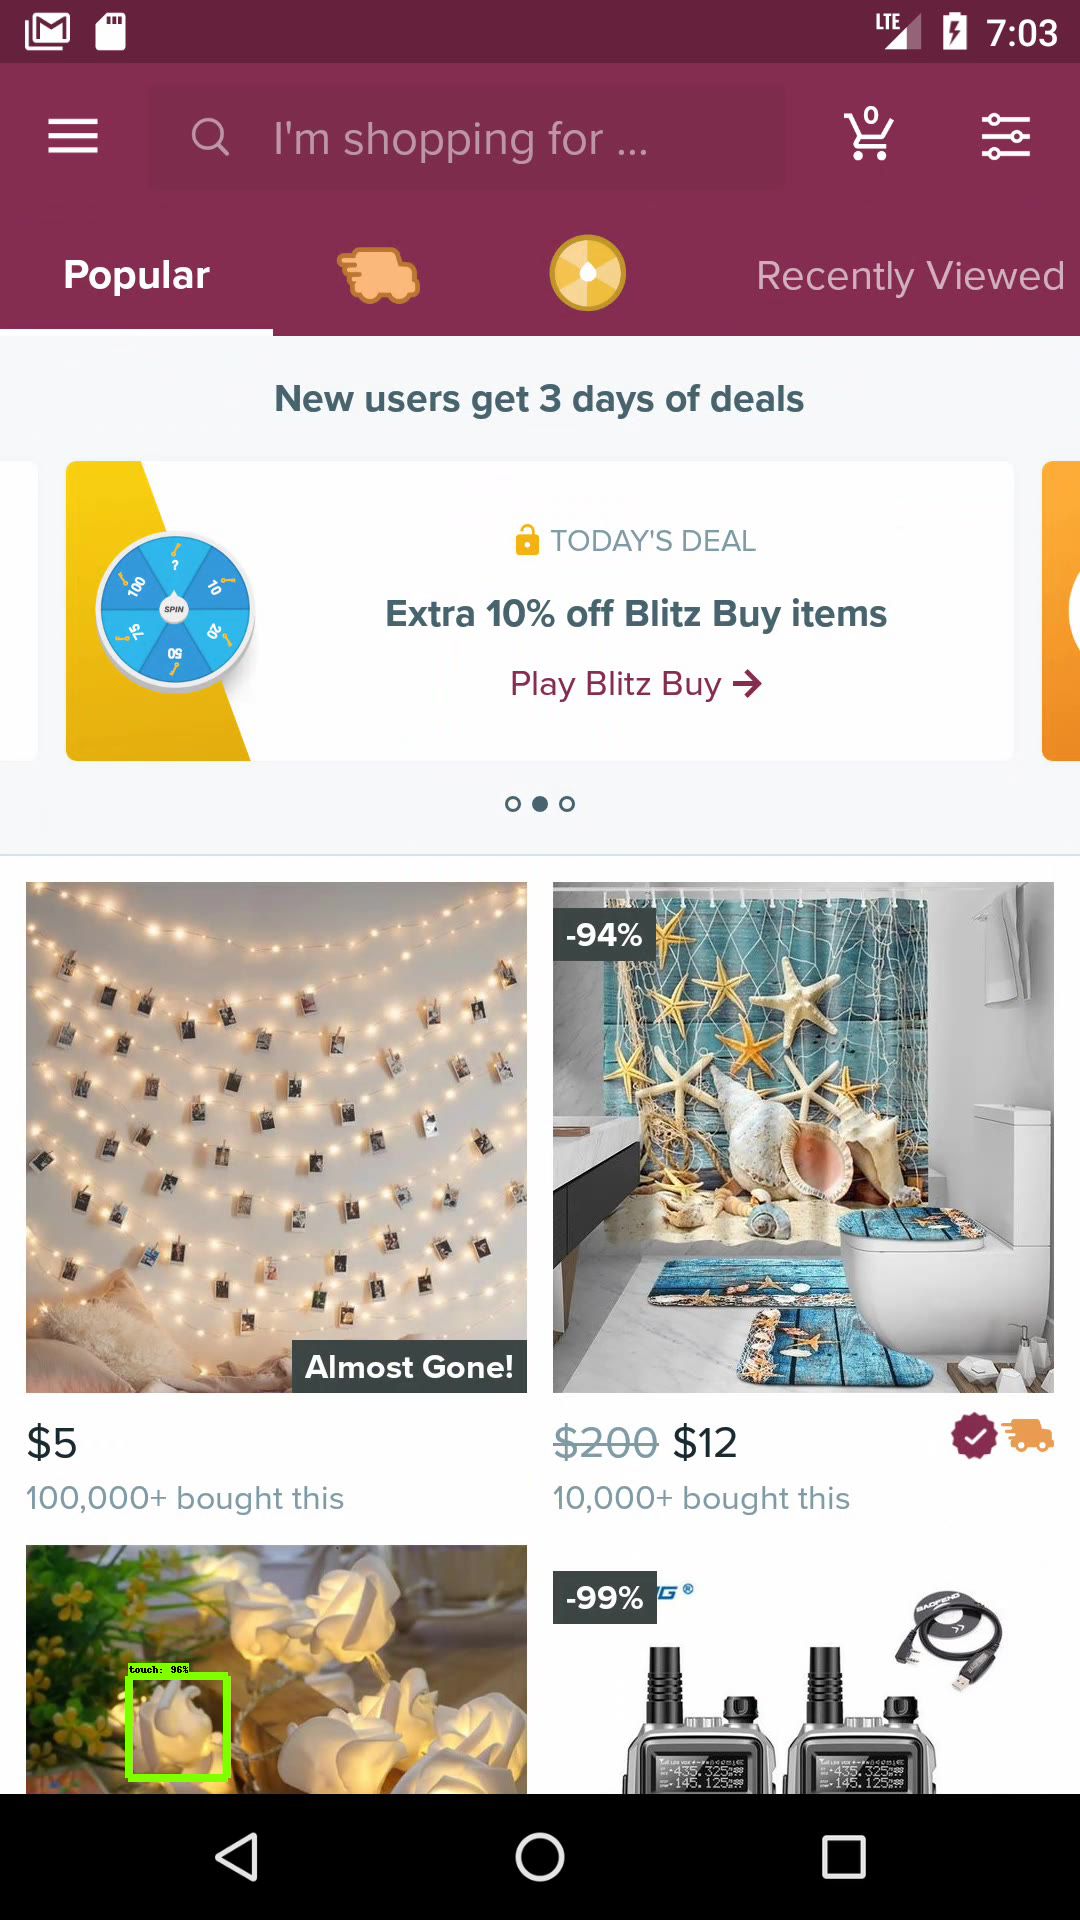 LTE 7:03
I'm shopping for ...
0
Popular
Recently Viewed
New users get 3 days of deals
TODAY'S DEAL
Extra 10% off Blitz Buy items
Play Blitz Buy
?
10
20
50
75
100
SPIN
-94%
Almost Gone!
$5
100,000+ bought this
$200 $12
10,000+ bought this
-99%
NG ®
BAOFENG
touch: 96%
435.325
145.125
435.325
145.125